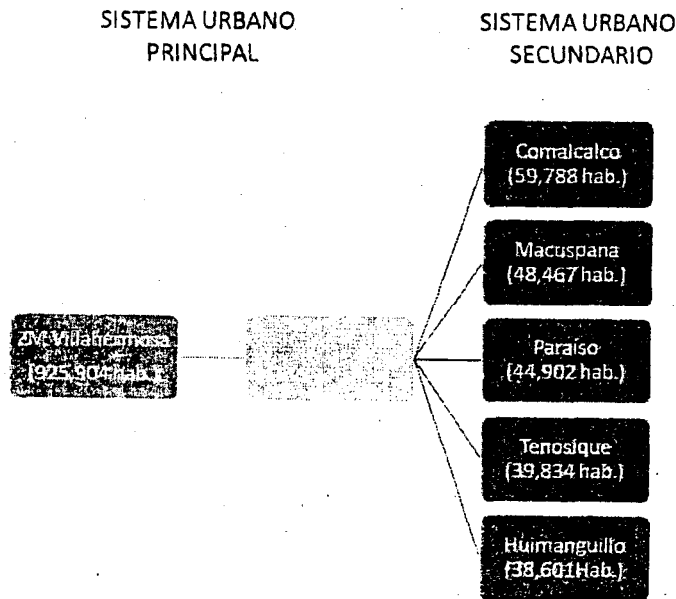 SISTEMA URBANO
PRINCIPAL
SISTEMA URBANO
SECUNDARIO
ZM Villahermosa
(925,904 hab.)
Comalcalco
(59,788 hab.)
Macuspana
(48,467 hab.)
Paraíso
(44,902 hab.)
Tenosique
(39,834 hab.)
Huimanguillo
(38,601Hab.)